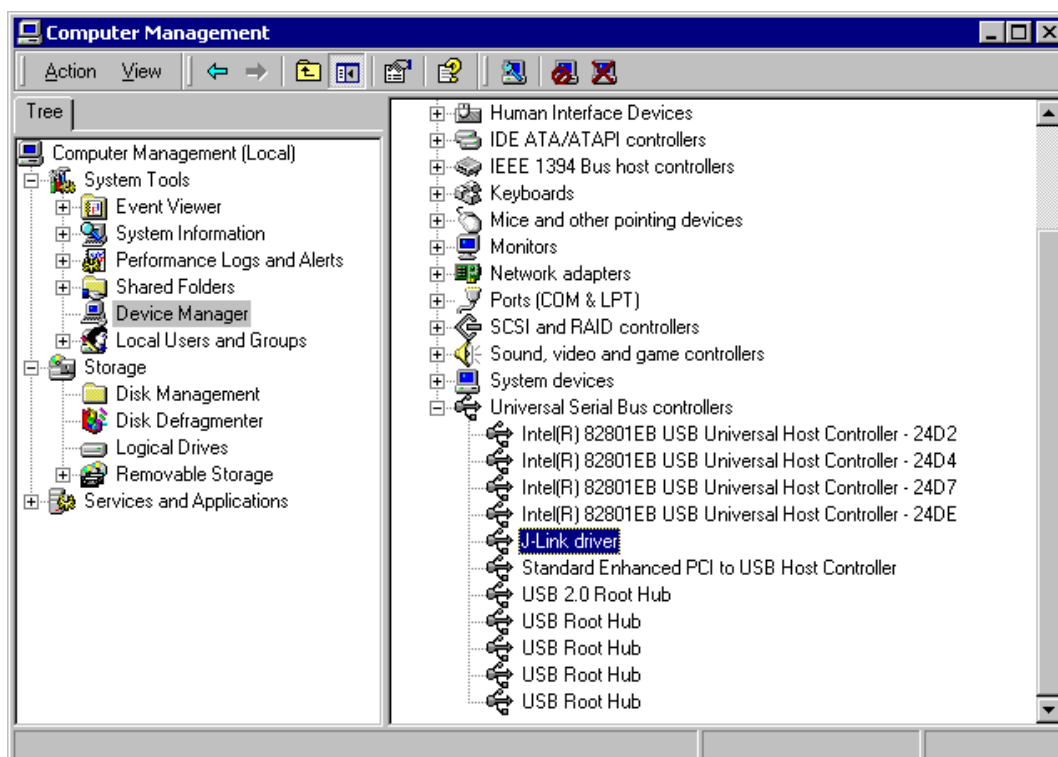 Computer Management
Action View
Tree
Computer Management (Local)
System Tools
Event Viewer
System Information
Performance Logs and Alerts
Shared Folders
Device Manager
Local Users and Groups
Storage
Disk Management
Disk Defragmenter
Logical Drives
Removable Storage
Services and Applications
Human Interface Devices
IDE ATA/ATAPI controllers
IEEE 1394 Bus host controllers
Keyboards
Mice and other pointing devices
Monitors
Network adapters
Ports (COM & LPT)
SCSI and RAID controllers
Sound, video and game controllers
System devices
Universal Serial Bus controllers
Intel(R) 82801EB USB Universal Host Controller - 24D2
Intel(R) 82801EB USB Universal Host Controller - 24D4
Intel(R) 82801EB USB Universal Host Controller - 24D7
Intel(R) 82801EB USB Universal Host Controller - 24DE
J-Link driver
Standard Enhanced PCI to USB Host Controller
USB 2.0 Root Hub
USB Root Hub
USB Root Hub
USB Root Hub
USB Root Hub